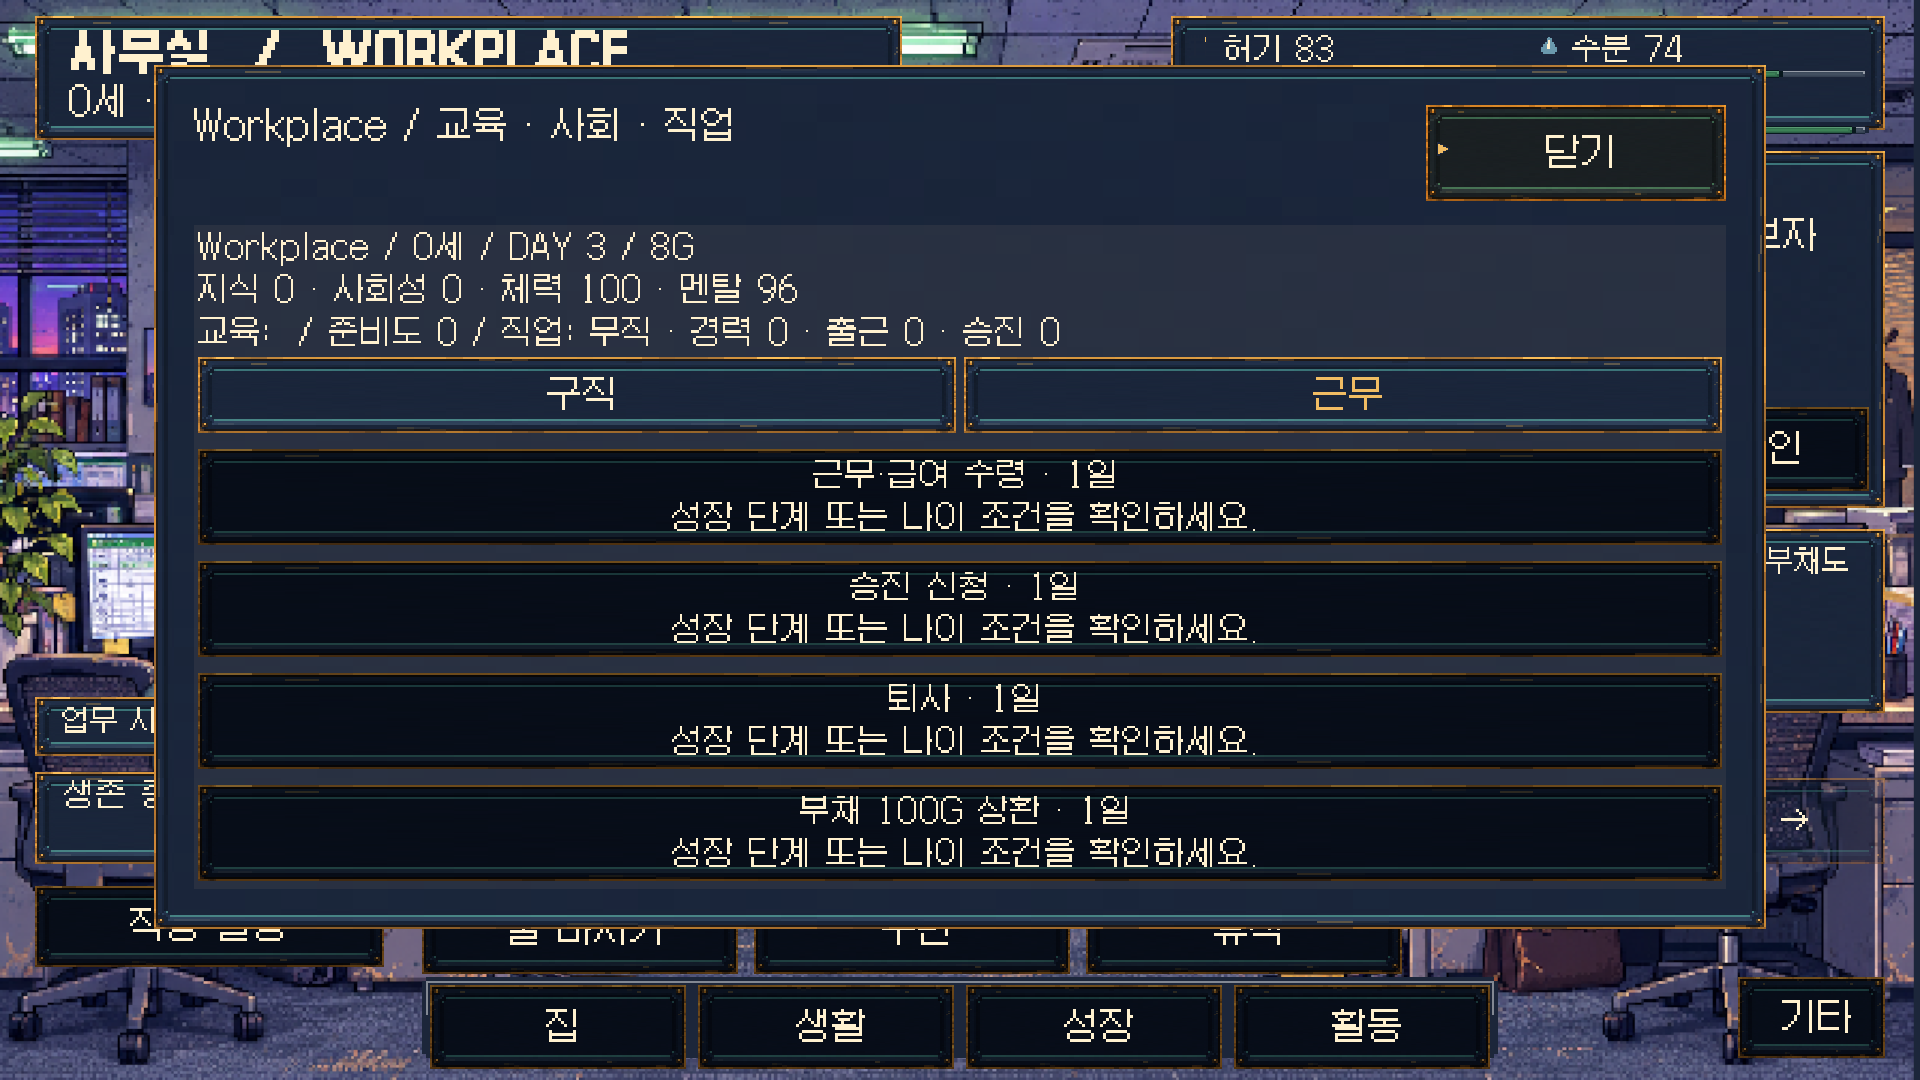 사무실 / WORKPLACE
허기 83
수분 74
0세 ·
Workplace / 교육 · 사회 · 직업
닫기
Workplace / 0세 / DAY 3 / 8G
지식 0 · 사회성 0 · 체력 100 · 멘탈 96
교육: / 준비도 0 / 직업: 무직 · 경력 0 · 출근 0 · 승진 0
구직
근무
근무·급여 수령 · 1일
성장 단계 또는 나이 조건을 확인하세요.
승진 신청 · 1일
성장 단계 또는 나이 조건을 확인하세요.
부채도
퇴사 · 1일
성장 단계 또는 나이 조건을 확인하세요.
업무
생존
부채 100G 상환 · 1일
성장 단계 또는 나이 조건을 확인하세요.
→
물 마시기
집
생활
성장
활동
기타